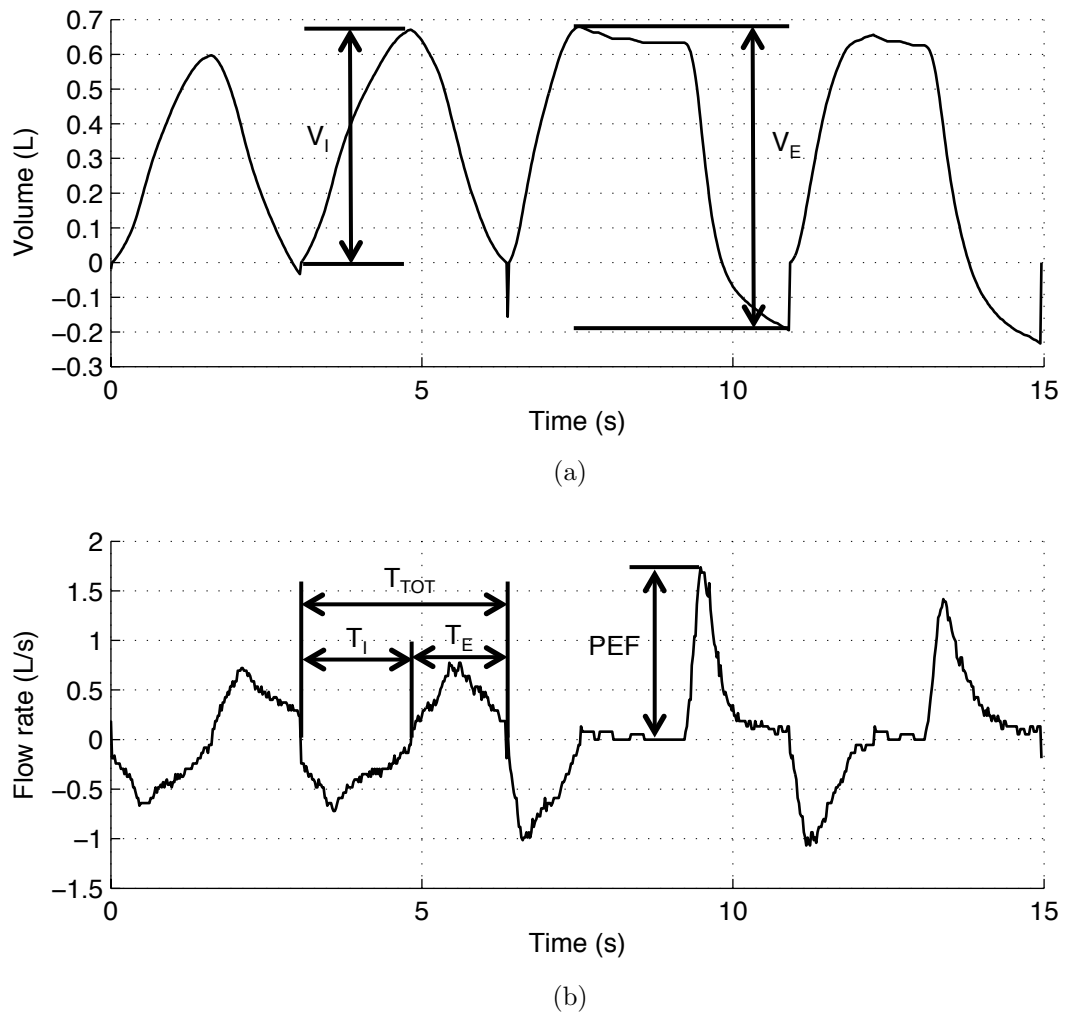 0.7
0.6
0.5
0.4
0.3
0.2
0.1
0
−0.1
−0.2
−0.3
Volume (L)
V_I
V_E
0 5 10 15
Time (s)
(a)
2
1.5
1
0.5
0
−0.5
−1
−1.5
Flow rate (L/s)
T_TOT
T_I T_E
PEF
0 5 10 15
Time (s)
(b)